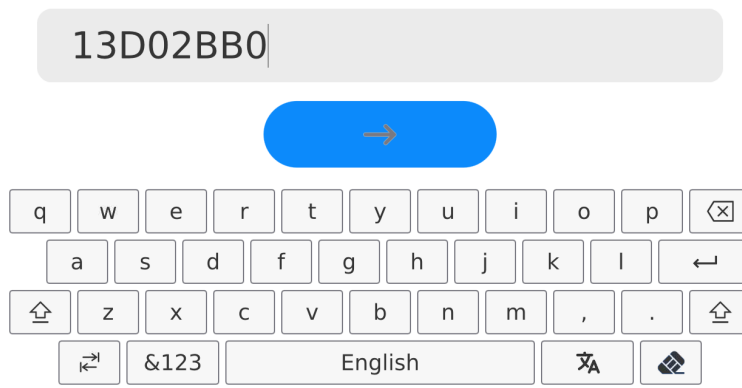 13D02BB0
q w e r t y u i o p
a s d f g h j k l
z x c v b n m , .
&123 English